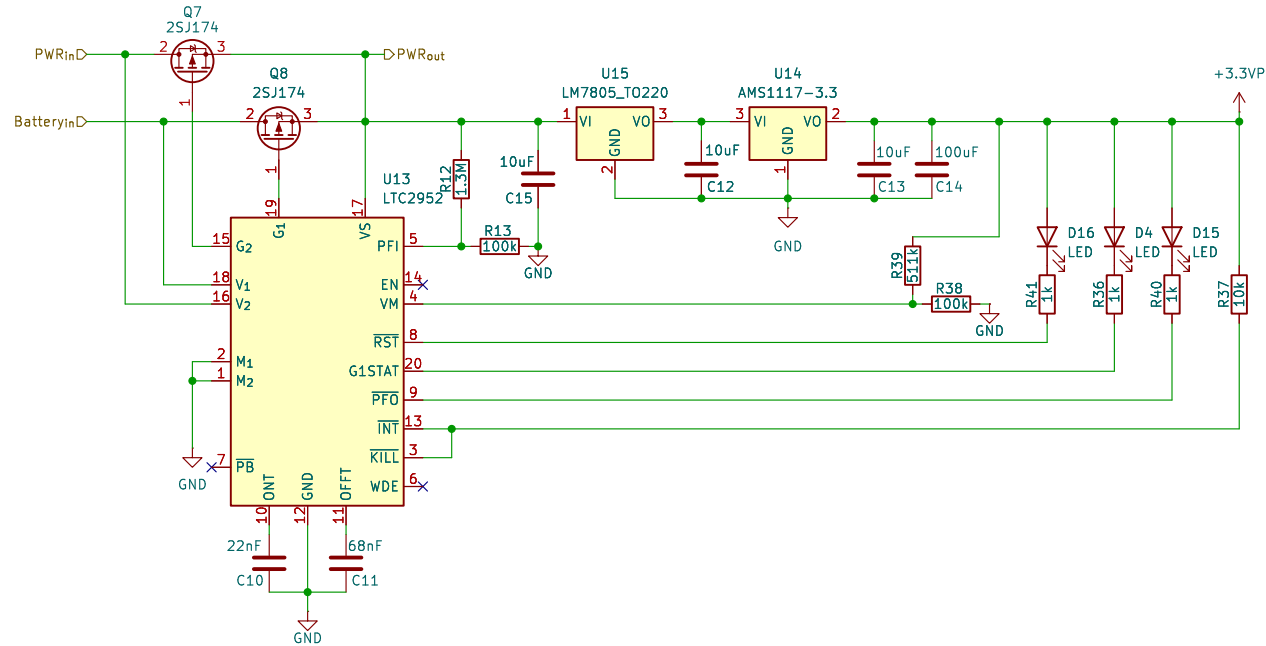 Q7
2SJ174
PWRin
2
3
1
PWRout
Q8
2SJ174
Batteryin
2
3
1
U15
LM7805_TO220
1
VI
VO
3
GND
2
U14
AMS1117-3.3
3
VI
VO
2
GND
1
+3.3VP
10uF
C15
R12
1.3M
10uF
C12
10uF
C13
100uF
C14
GND
U13
LTC2952
19
G1
17
VS
15
G2
18
V1
16
V2
2
M1
1
M2
GND
7
PB
PFI
5
EN
14
VM
4
RST
8
G1STAT
20
PFO
9
INT
13
KILL
3
WDE
6
ONT
10
GND
12
OFFT
11
R13
100k
GND
R39
511k
R38
100k
GND
D16
LED
D4
LED
D15
LED
R41
1k
R36
1k
R40
1k
R37
10k
22nF
C10
68nF
C11
GND